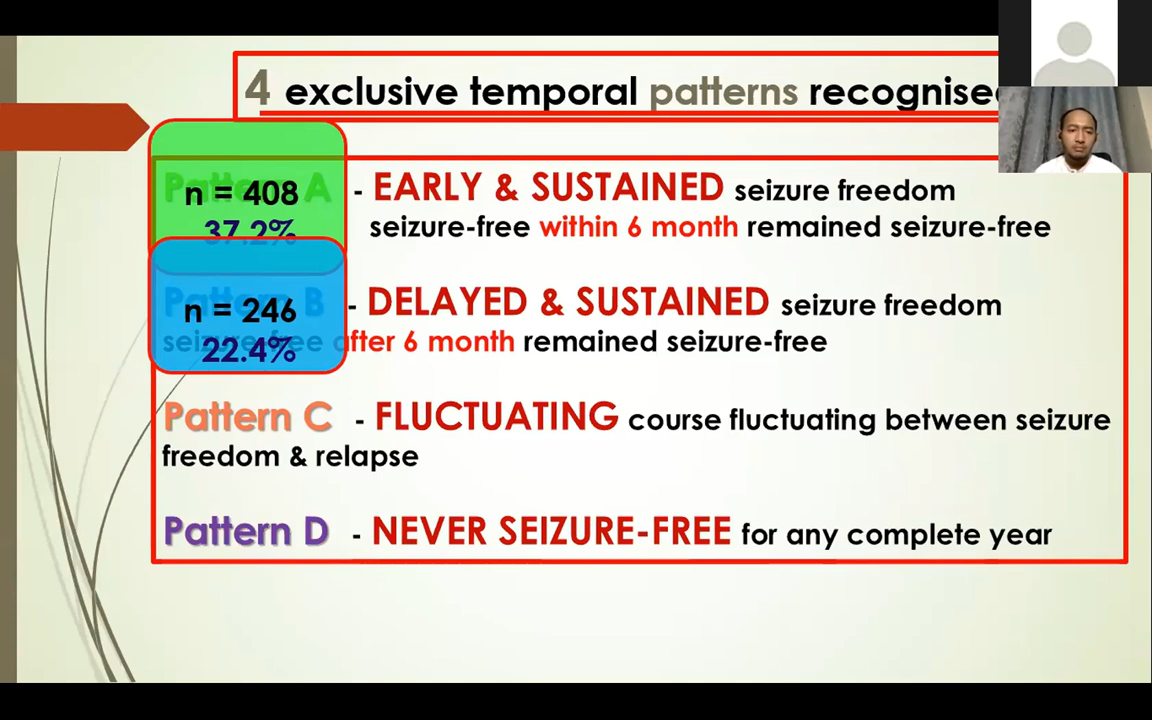 4 exclusive temporal patterns recognise
Pattern A - EARLY & SUSTAINED seizure freedom
n = 408
37.2%
seizure-free within 6 month remained seizure-free
Pattern B - DELAYED & SUSTAINED seizure freedom
n = 246
22.4%
seizure-free after 6 month remained seizure-free
Pattern C - FLUCTUATING course fluctuating between seizure
freedom & relapse
Pattern D - NEVER SEIZURE-FREE for any complete year